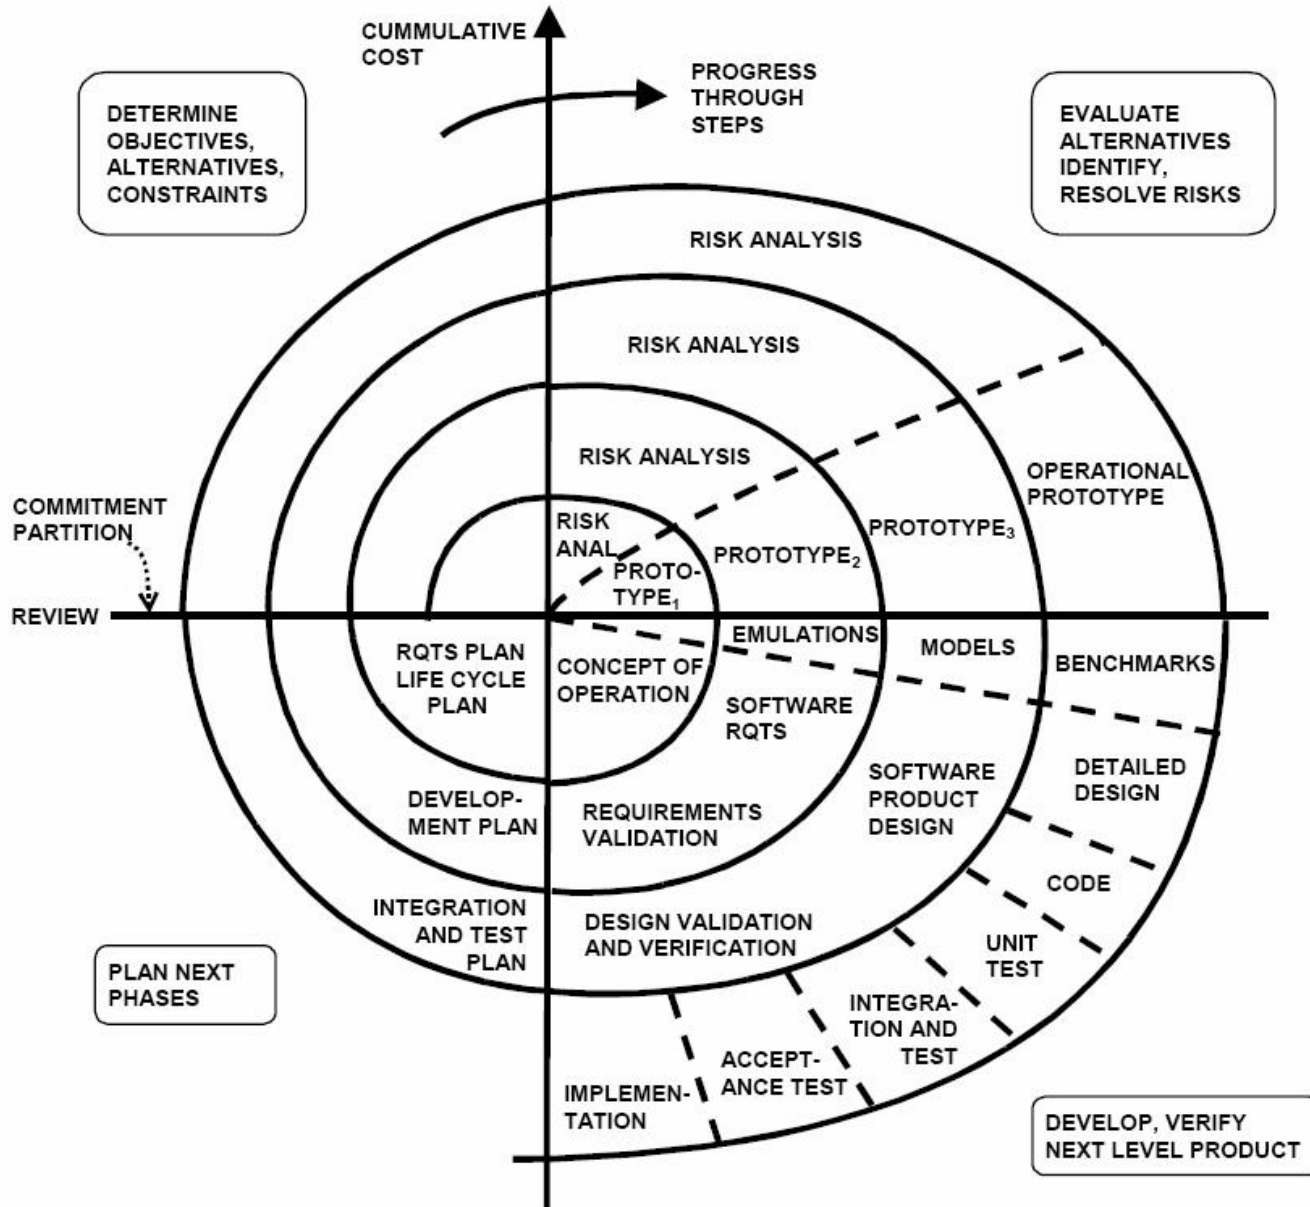 CUMMULATIVE
COST
PROGRESS
THROUGH
STEPS
DETERMINE
OBJECTIVES,
ALTERNATIVES,
CONSTRAINTS
EVALUATE
ALTERNATIVES
IDENTIFY,
RESOLVE RISKS
RISK ANALYSIS
RISK ANALYSIS
RISK ANALYSIS
RISK
ANAL
PROTO-
TYPE₁
PROTOTYPE₂
PROTOTYPE₃
OPERATIONAL
PROTOTYPE
COMMITMENT
PARTITION
REVIEW
EMULATIONS
MODELS
BENCHMARKS
RQTS PLAN
LIFE CYCLE
PLAN
CONCEPT OF
OPERATION
SOFTWARE
RQTS
SOFTWARE
PRODUCT
DESIGN
DETAILED
DESIGN
DEVELOP-
MENT PLAN
REQUIREMENTS
VALIDATION
CODE
INTEGRATION
AND TEST
PLAN
DESIGN VALIDATION
AND VERIFICATION
UNIT
TEST
PLAN NEXT
PHASES
INTEGRA-
TION AND
TEST
ACCEPT-
ANCE TEST
IMPLEMEN-
TATION
DEVELOP, VERIFY
NEXT LEVEL PRODUCT